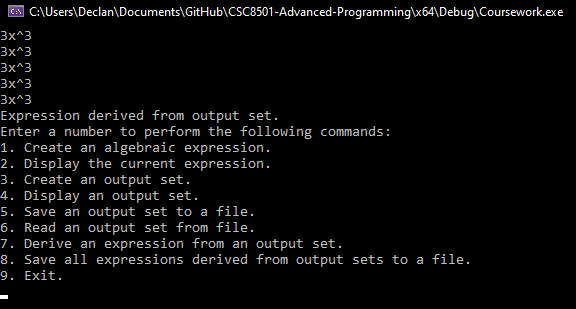 C:\Users\Declan\Documents\GitHub\CSC8501-Advanced-Programming\x64\Debug\Coursework.exe
3x^3
3x^3
3x^3
3x^3
3x^3
Expression derived from output set.
Enter a number to perform the following commands:
1. Create an algebraic expression.
2. Display the current expression.
3. Create an output set.
4. Display an output set.
5. Save an output set to a file.
6. Read an output set from file.
7. Derive an expression from an output set.
8. Save all expressions derived from output sets to a file.
9. Exit.